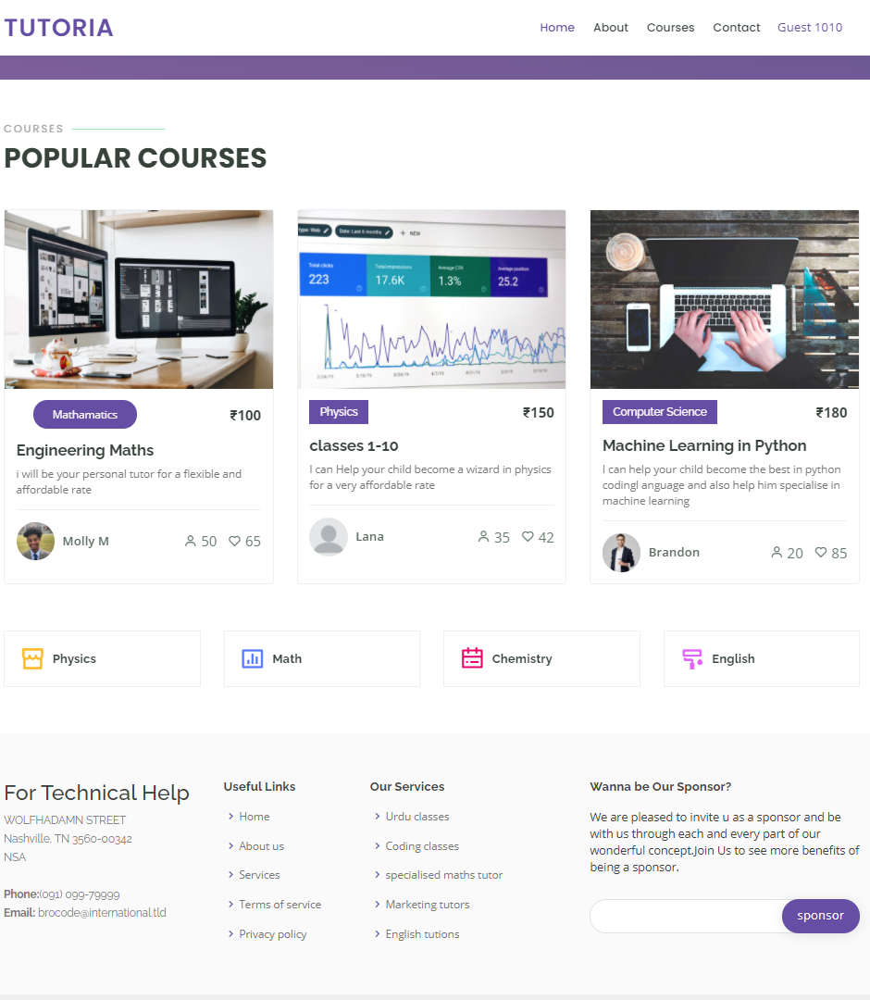 TUTORIA
Home About Courses Contact Guest 1010
COURSES
POPULAR COURSES
Type: Web Date: Last 6 months + NEW
Total clicks Total impressions Average CTR Average position
223 17.6K 1.3% 25.2
Mathamatics ₹100
Engineering Maths
i will be your personal tutor for a flexible and
affordable rate
Molly M 50 65
Physics ₹150
classes 1-10
I can Help your child become a wizard in physics
for a very affordable rate
Lana 35 42
Computer Science ₹180
Machine Learning in Python
I can help your child become the best in python
codingl anguage and also help him specialise in
machine learning
Brandon 20 85
Physics Math Chemistry English
For Technical Help
WOLFHADAMN STREET
Nashville, TN 3560-00342
NSA
Phone:(091) 099-79999
Email: brocode@international.tld
Useful Links
Home
About us
Services
Terms of service
Privacy policy
Our Services
Urdu classes
Coding classes
specialised maths tutor
Marketing tutors
English tutions
Wanna be Our Sponsor?
We are pleased to invite u as a sponsor and be
with us through each and every part of our
wonderful concept.Join Us to see more benefits of
being a sponsor.
sponsor